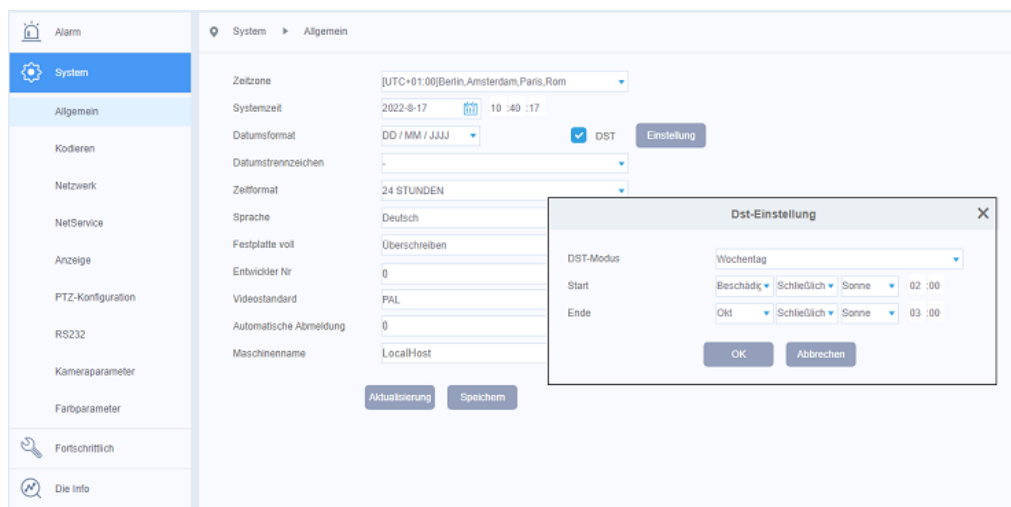 Alarm
System
Allgemein
Kodieren
Netzwerk
NetService
Anzeige
PTZ-Konfiguration
RS232
Kameraparameter
Farbparameter
Fortschrittlich
Die Info
System ▶ Allgemein
Zeitzone [UTC+01:00]Berlin,Amsterdam,Paris,Rom
Systemzeit 2022-8-17 10 :40 :17
Datumsformat DD / MM / JJJJ DST Einstellung
Datumstrennzeichen -
Zeitformat 24 STUNDEN
Sprache Deutsch
Festplatte voll Überschreiben
Entwickler Nr 0
Videostandard PAL
Automatische Abmeldung 0
Maschinenname LocalHost
Aktualisierung Speichern
Dst-Einstellung
DST-Modus Wochentag
Start Beschädig Schließlich Sonne 02 :00
Ende Okt Schließlich Sonne 03 :00
OK Abbrechen